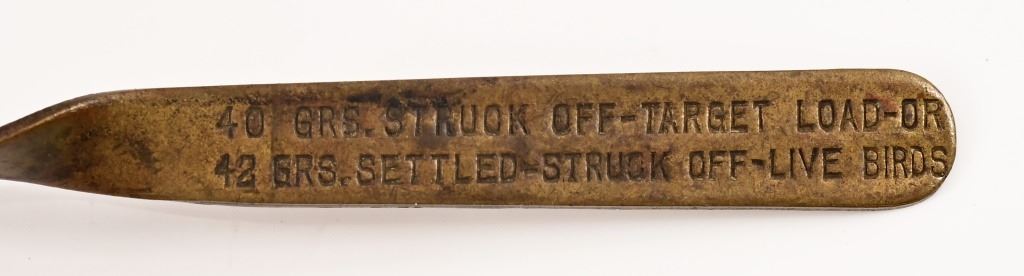 40 GRS. STRUCK OFF-TARGET LOAD-OR
42 GRS. SETTLED-STRUCK OFF-LIVE BIRDS